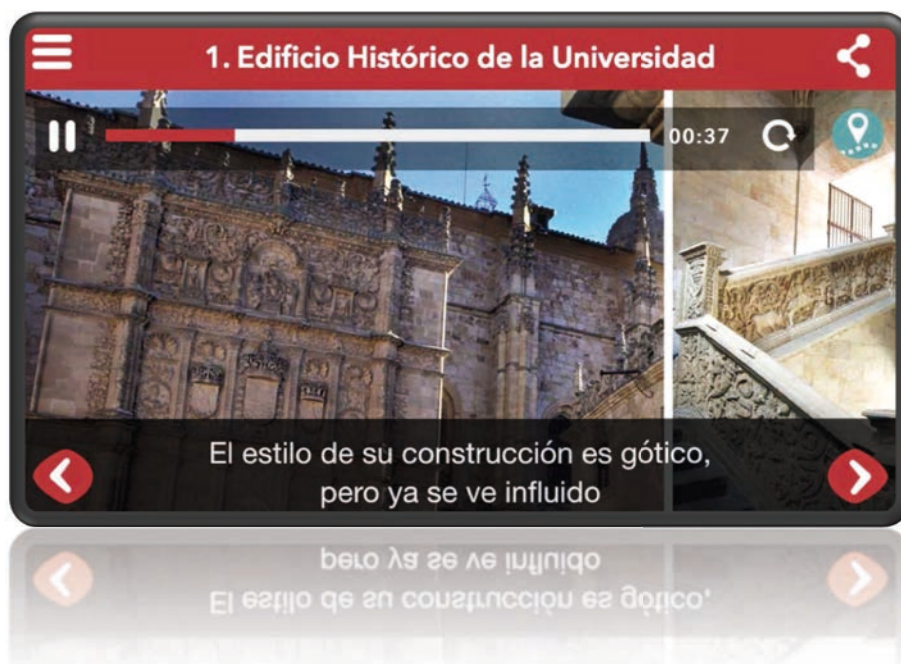 1. Edificio Histórico de la Universidad
00:37
El estilo de su construcción es gótico,
pero ya se ve influido